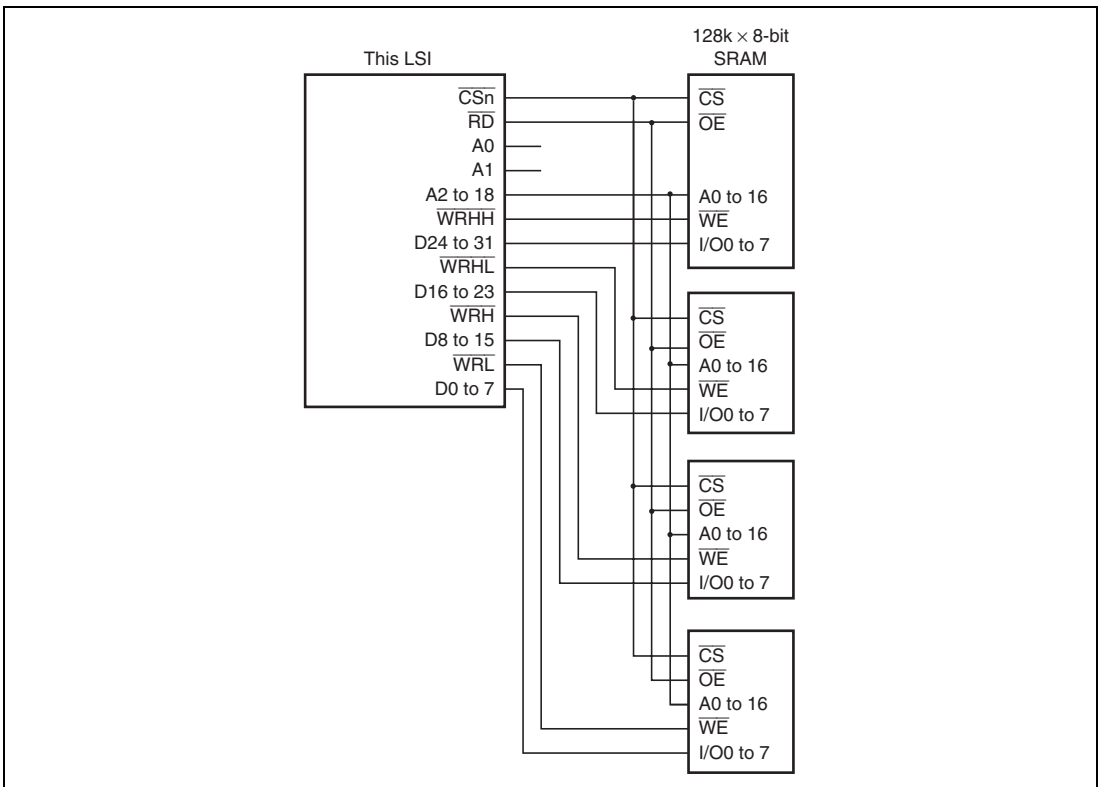 This LSI
CSn
RD
A0
A1
A2 to 18
WRHH
D24 to 31
WRHL
D16 to 23
WRH
D8 to 15
WRL
D0 to 7
128k × 8-bit
SRAM
CS
OE
A0 to 16
WE
I/O0 to 7
CS
OE
A0 to 16
WE
I/O0 to 7
CS
OE
A0 to 16
WE
I/O0 to 7
CS
OE
A0 to 16
WE
I/O0 to 7